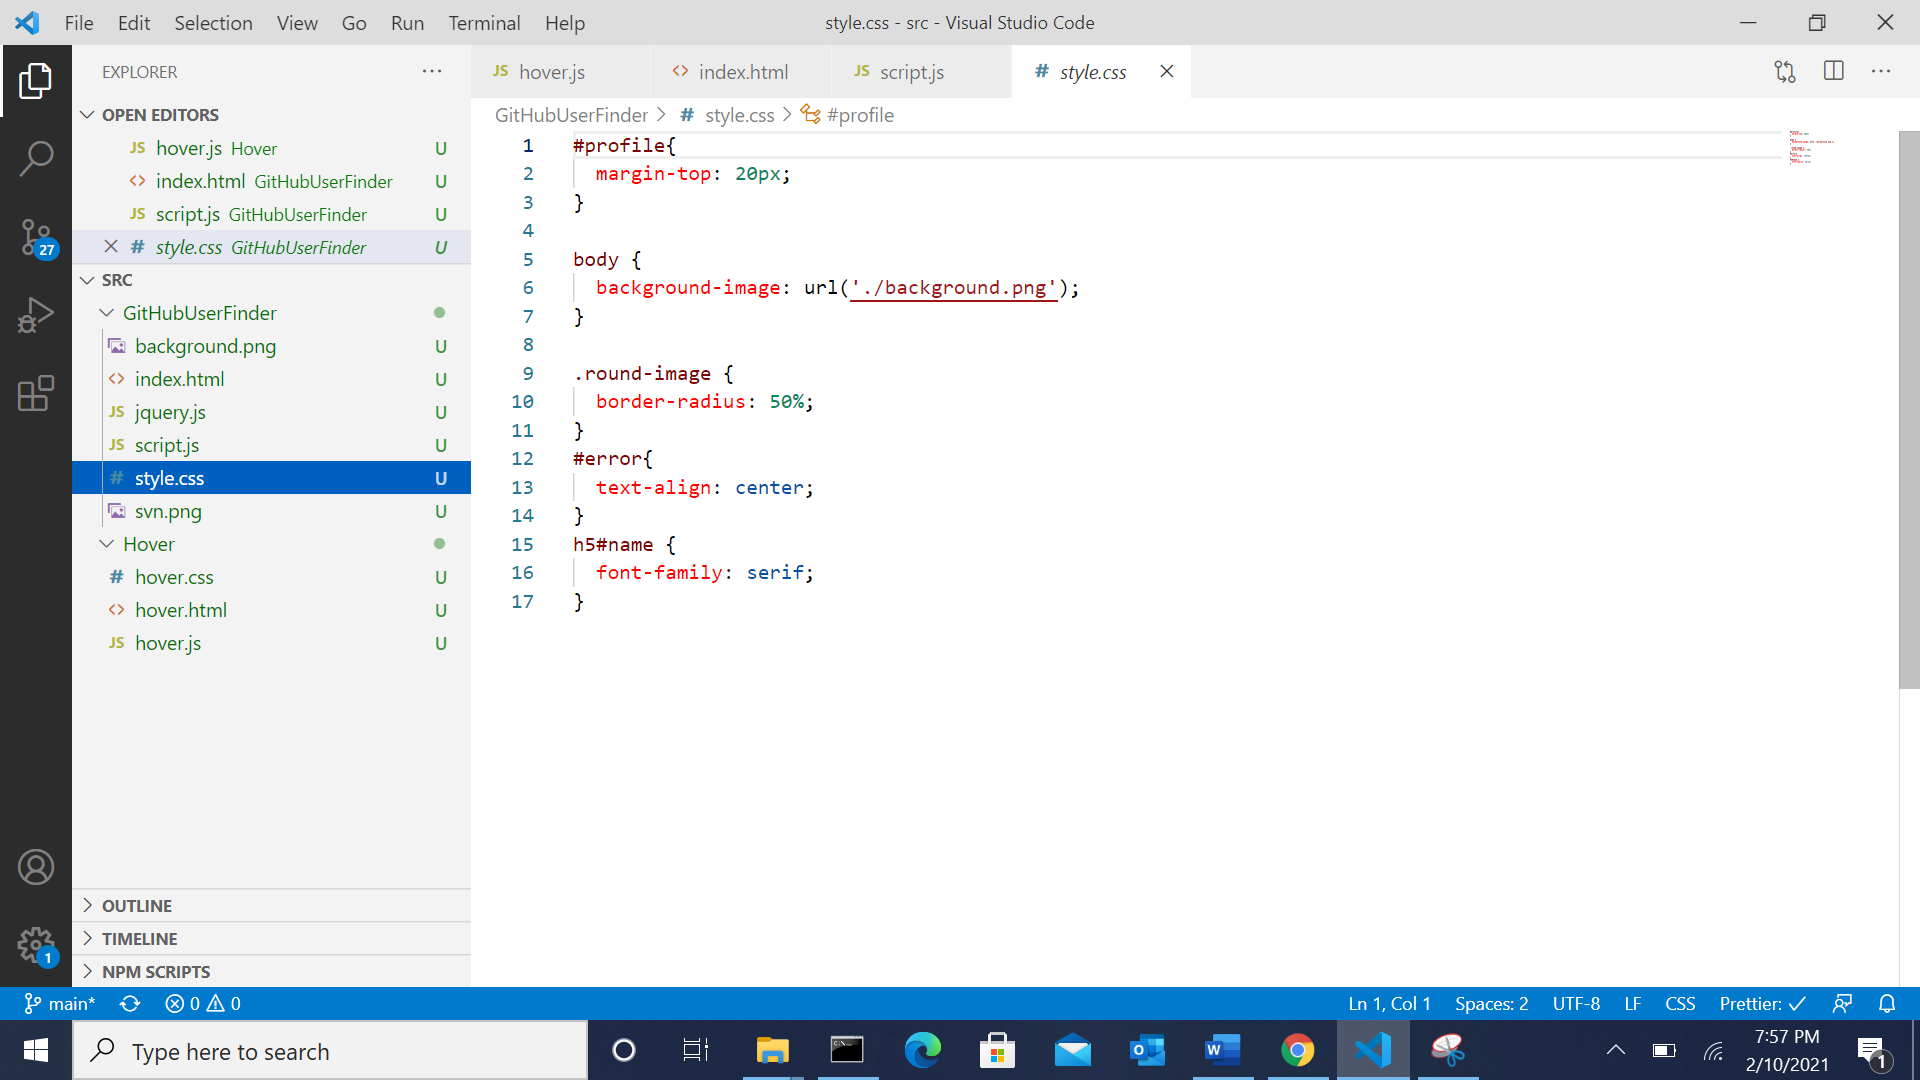 File Edit Selection View Go Run Terminal Help
style.css - src - Visual Studio Code
EXPLORER
OPEN EDITORS
JS hover.js Hover U
<> index.html GitHubUserFinder U
JS script.js GitHubUserFinder U
# style.css GitHubUserFinder U
SRC
GitHubUserFinder
background.png U
<> index.html U
JS jquery.js U
JS script.js U
# style.css U
svn.png U
Hover
# hover.css U
<> hover.html U
JS hover.js U
OUTLINE
TIMELINE
NPM SCRIPTS
27
1
JS hover.js
<> index.html
JS script.js
# style.css
GitHubUserFinder > # style.css > #profile
1 #profile{
2 margin-top: 20px;
3 }
4
5 body {
6 background-image: url('./background.png');
7 }
8
9 .round-image {
10 border-radius: 50%;
11 }
12 #error{
13 text-align: center;
14 }
15 h5#name {
16 font-family: serif;
17 }
main* 0 0
Ln 1, Col 1 Spaces: 2 UTF-8 LF CSS Prettier: ✓
Type here to search
7:57 PM
2/10/2021
1